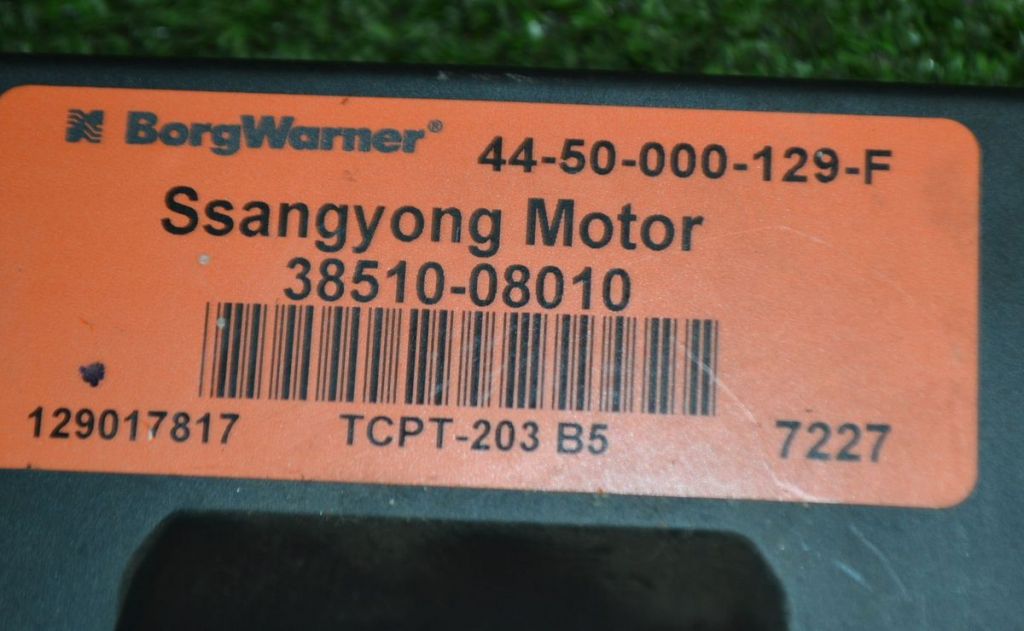 BorgWarner® 44-50-000-129-F
Ssangyong Motor
38510-08010
129017817 TCPT-203 B5 7227